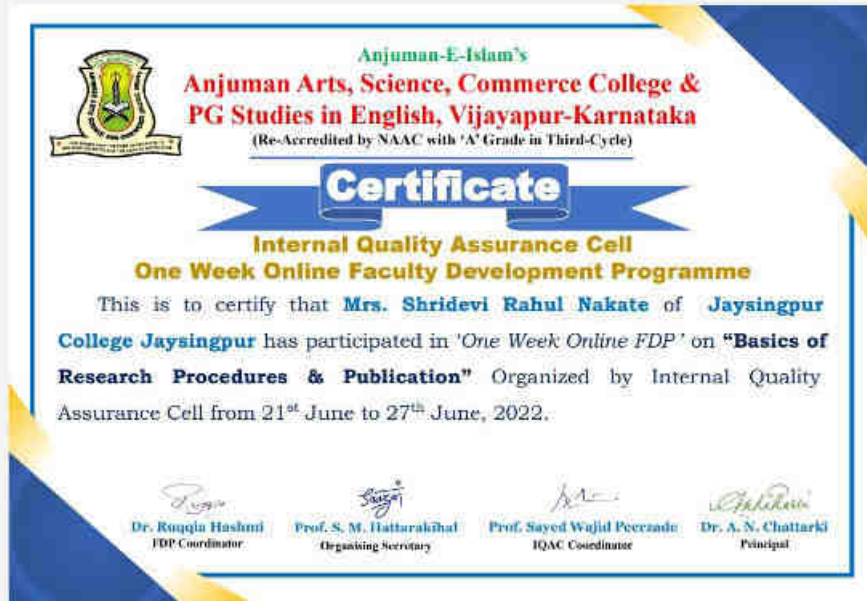 Anjuman-E-Islam's
Anjuman Arts, Science, Commerce College &
PG Studies in English, Vijayapur-Karnataka
(Re-Accredited by NAAC with 'A' Grade in Third-Cycle)
Certificate
Internal Quality Assurance Cell
One Week Online Faculty Development Programme
This is to certify that Mrs. Shridevi Rahul Nakate of Jaysingpur
College Jaysingpur has participated in 'One Week Online FDP' on "Basics of
Research Procedures & Publication" Organized by Internal Quality
Assurance Cell from 21st June to 27th June, 2022.
Dr. Ruqqia Hashmi
FDP Coordinator
Prof. S. M. Hattarakihal
Organising Secretary
Prof. Sayed Wajid Peerzade
IQAC Coordinator
Dr. A. N. Chattarki
Principal